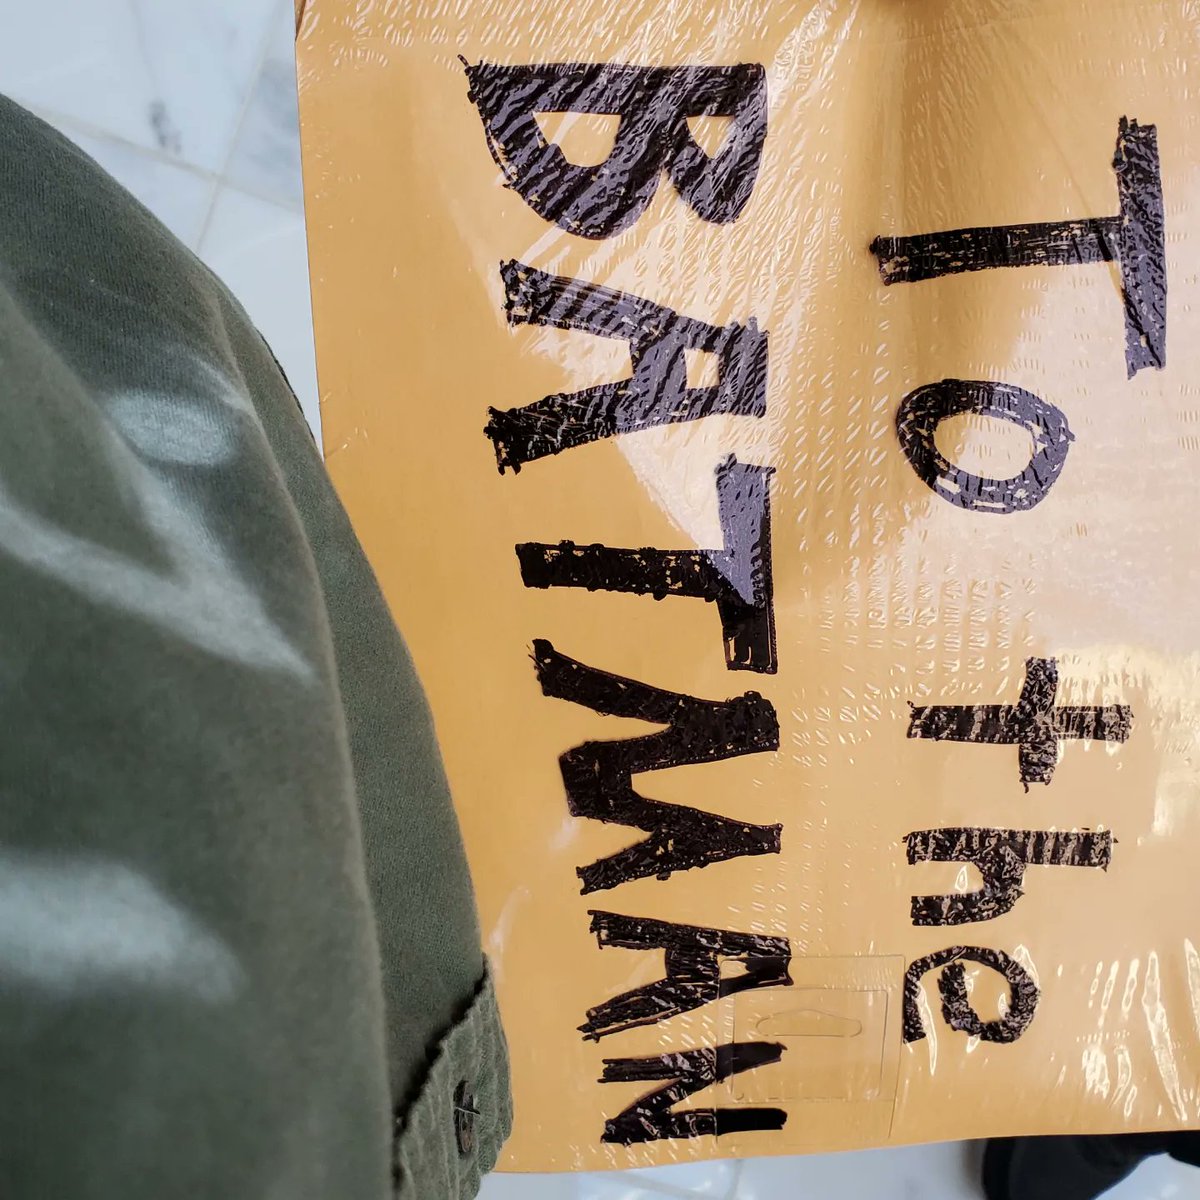 To the
BATMAN